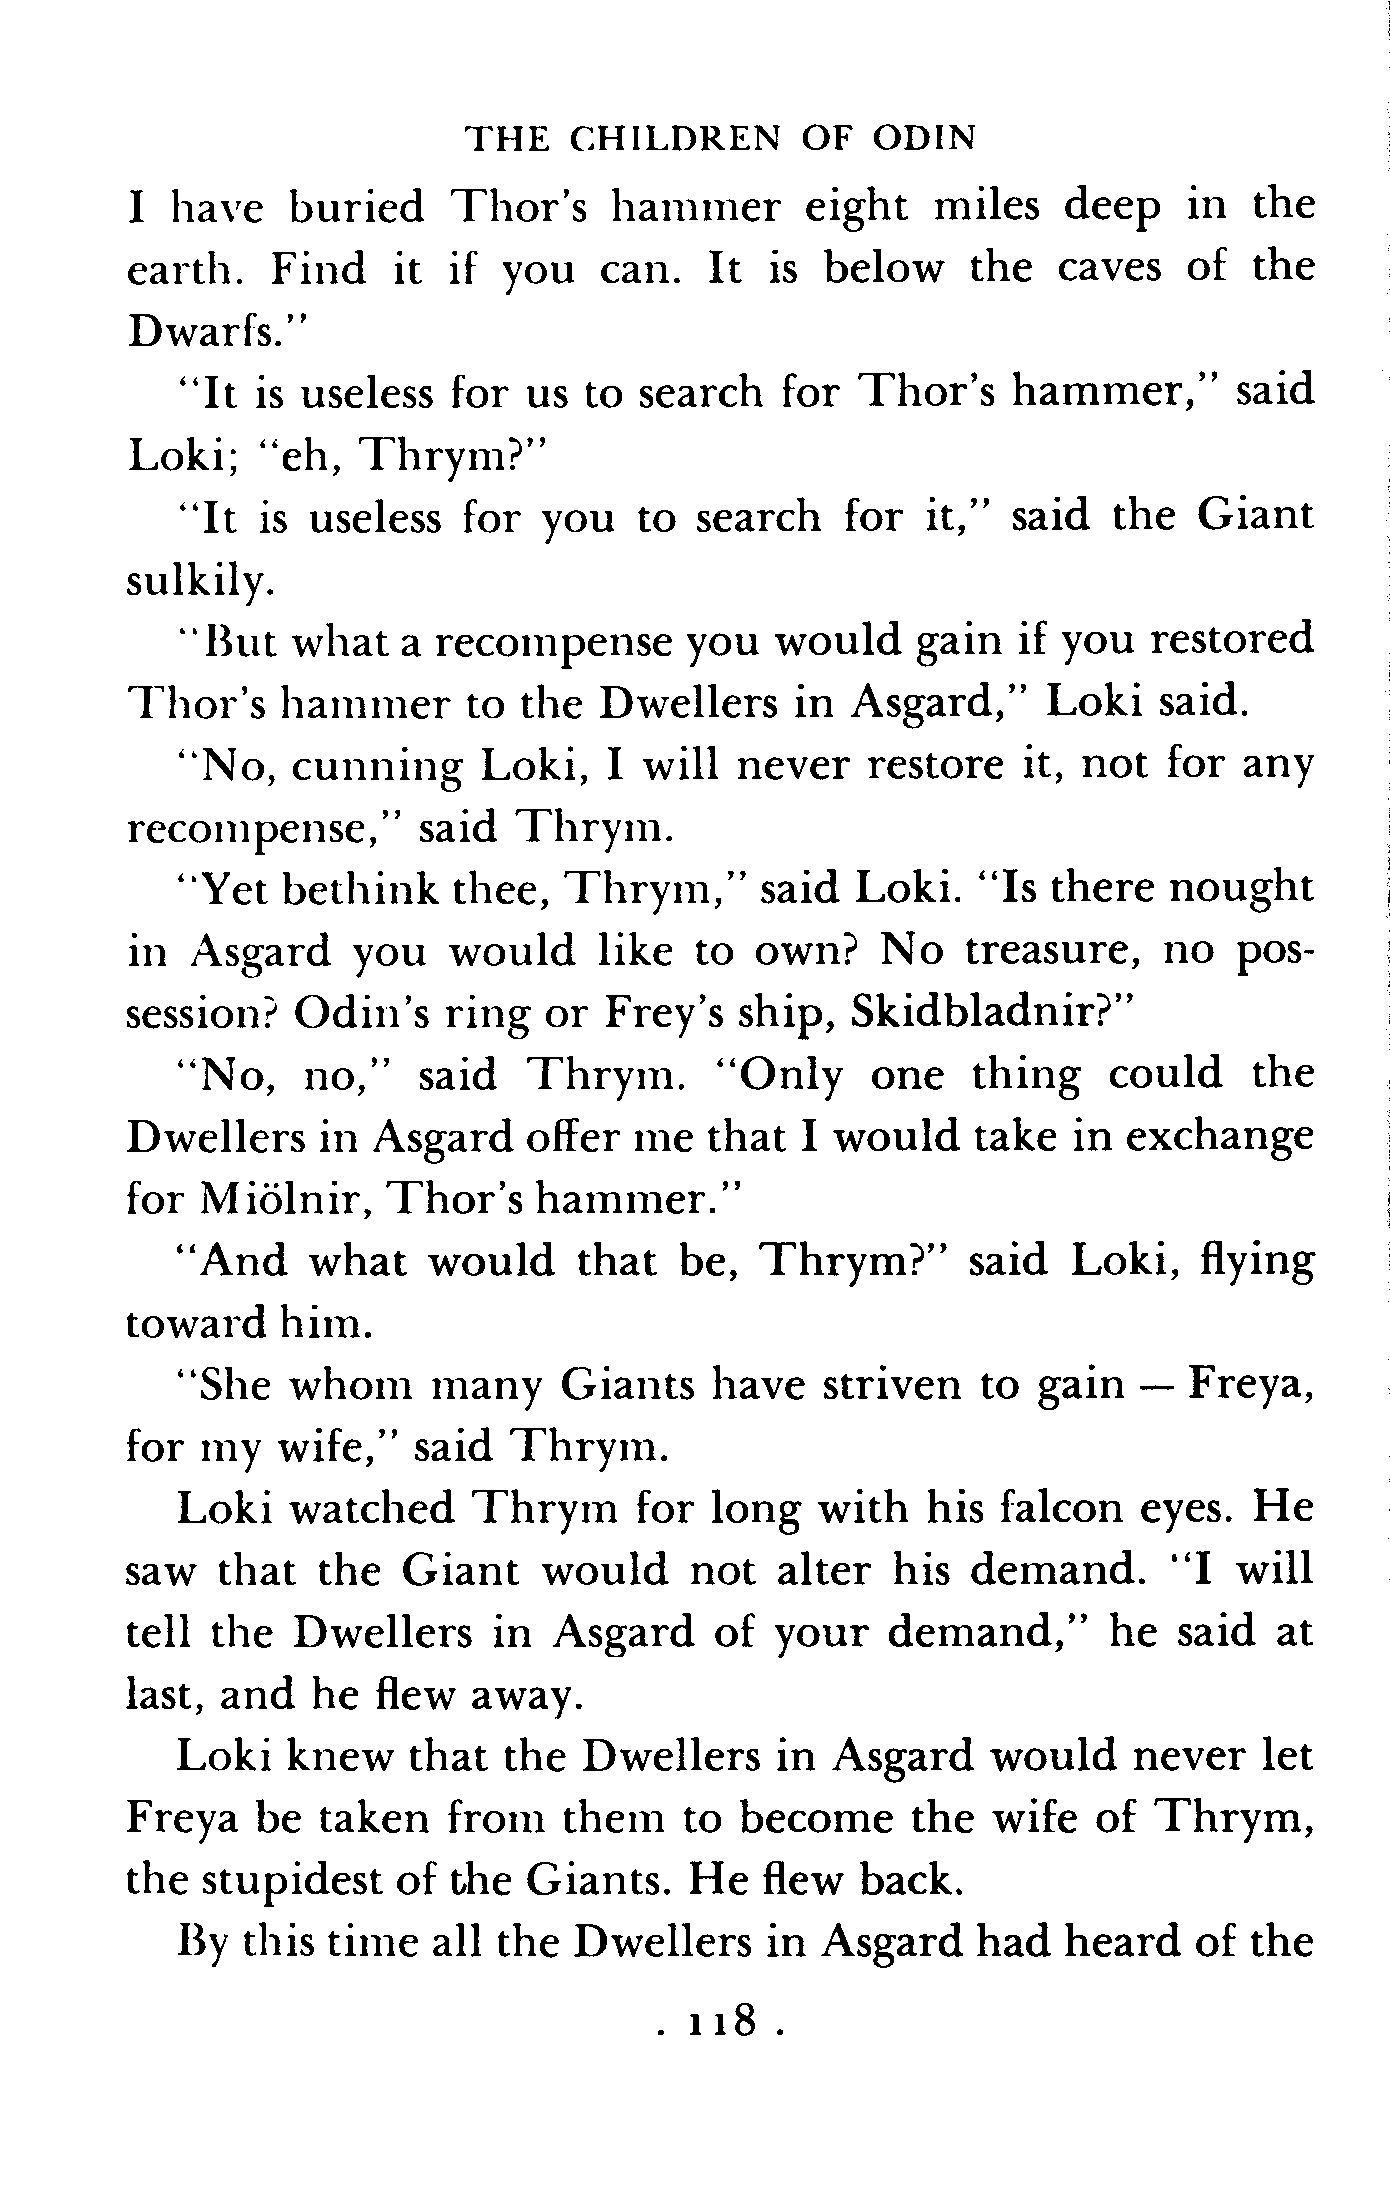 THE CHILDREN OF ODIN
I have buried Thor's hammer eight miles deep in the
earth. Find it if you can. It is below the caves of the
Dwarfs."
"It is useless for us to search for Thor's hammer," said
Loki; "eh, Thrym?"
"It is useless for you to search for it," said the Giant
sulkily.
"But what a recompense you would gain if you restored
Thor's hammer to the Dwellers in Asgard," Loki said.
"No, cunning Loki, I will never restore it, not for any
recompense," said Thrym.
"Yet bethink thee, Thrym," said Loki. "Is there nought
in Asgard you would like to own? No treasure, no pos-
session? Odin's ring or Frey's ship, Skidbladnir?"
"No, no," said Thrym. "Only one thing could the
Dwellers in Asgard offer me that I would take in exchange
for Miölnir, Thor's hammer."
"And what would that be, Thrym?" said Loki, flying
toward him.
"She whom many Giants have striven to gain — Freya,
for my wife," said Thrym.
Loki watched Thrym for long with his falcon eyes. He
saw that the Giant would not alter his demand. "I will
tell the Dwellers in Asgard of your demand," he said at
last, and he flew away.
Loki knew that the Dwellers in Asgard would never let
Freya be taken from them to become the wife of Thrym,
the stupidest of the Giants. He flew back.
By this time all the Dwellers in Asgard had heard of the
. 118 .